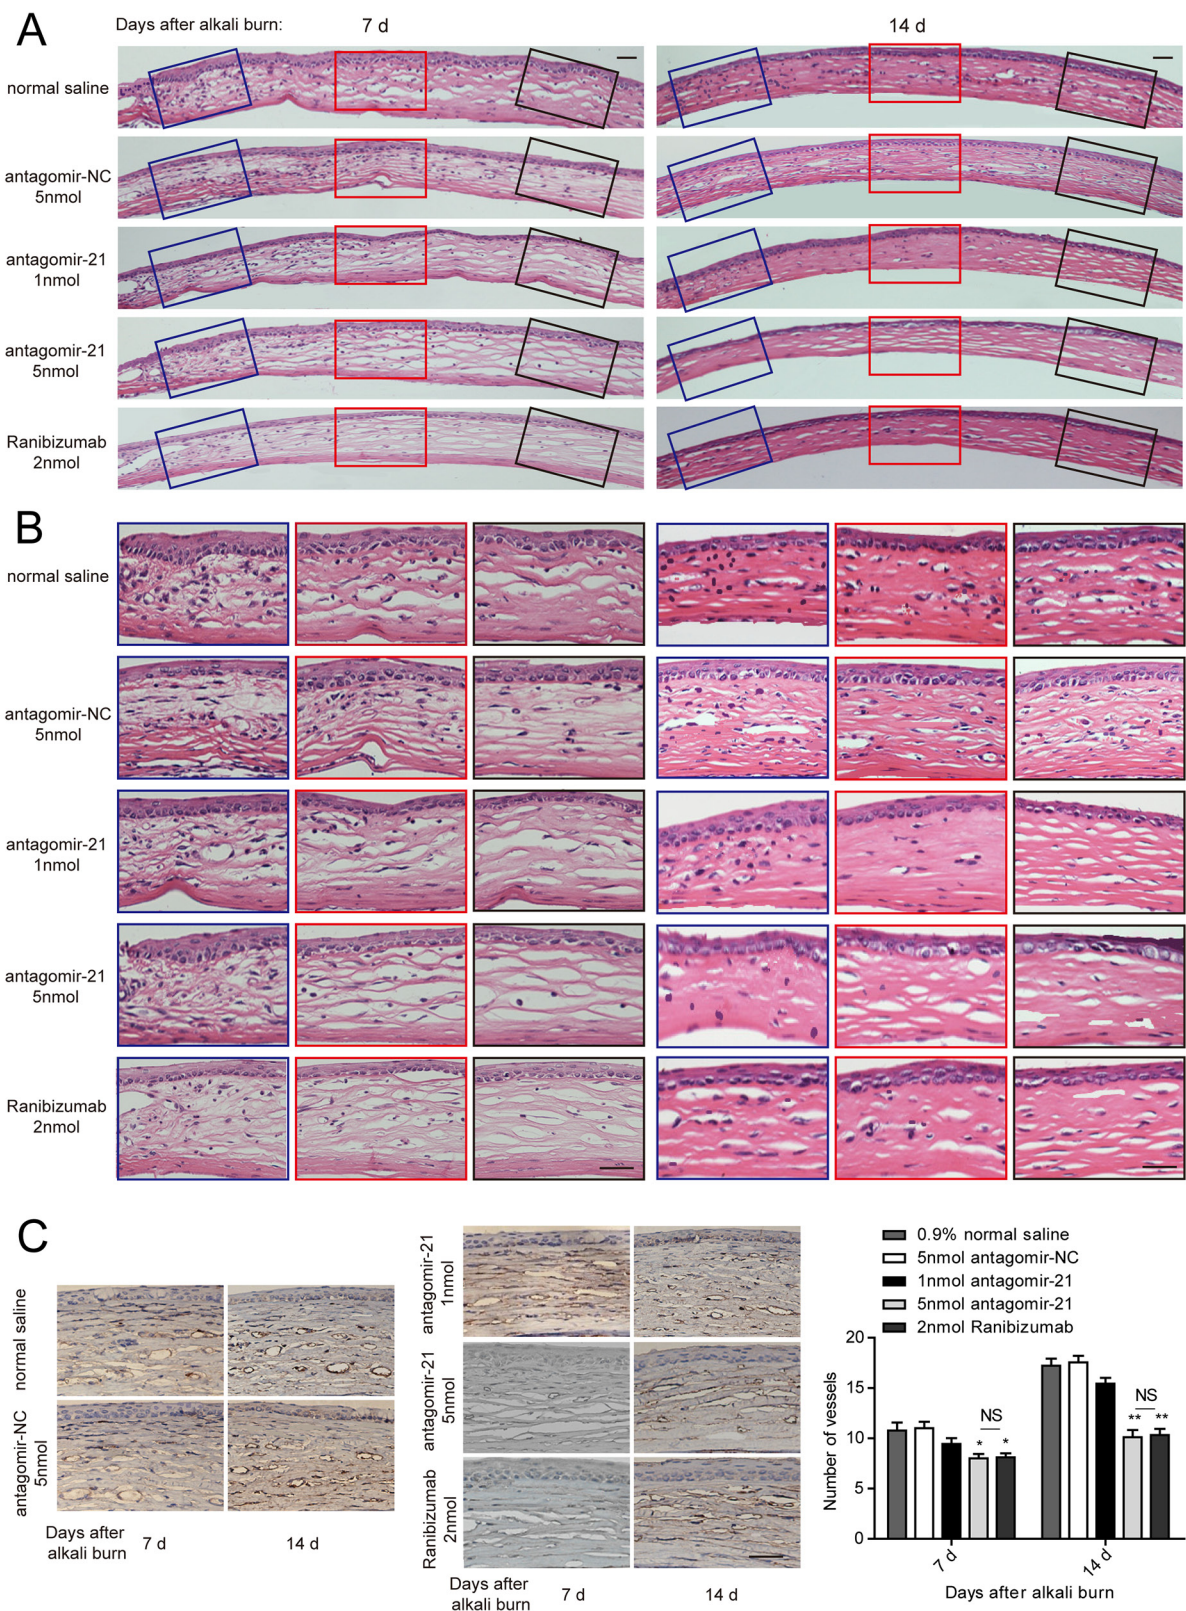 A
Days after alkali burn:
7 d
14 d
normal saline
antagomir-NC
5nmol
antagomir-21
1nmol
antagomir-21
5nmol
Ranibizumab
2nmol
B
normal saline
antagomir-NC
5nmol
antagomir-21
1nmol
antagomir-21
5nmol
Ranibizumab
2nmol
C
normal saline
antagomir-NC
5nmol
Days after
alkali burn
7 d
14 d
antagomir-21
1nmol
antagomir-21
5nmol
Ranibizumab
2nmol
Days after
alkali burn
7 d
14 d
0.9% normal saline
5nmol antagomir-NC
1nmol antagomir-21
5nmol antagomir-21
2nmol Ranibizumab
Number of vessels
20
15
10
5
0
NS
* *
NS
** **
7 d
14 d
Days after alkali burn